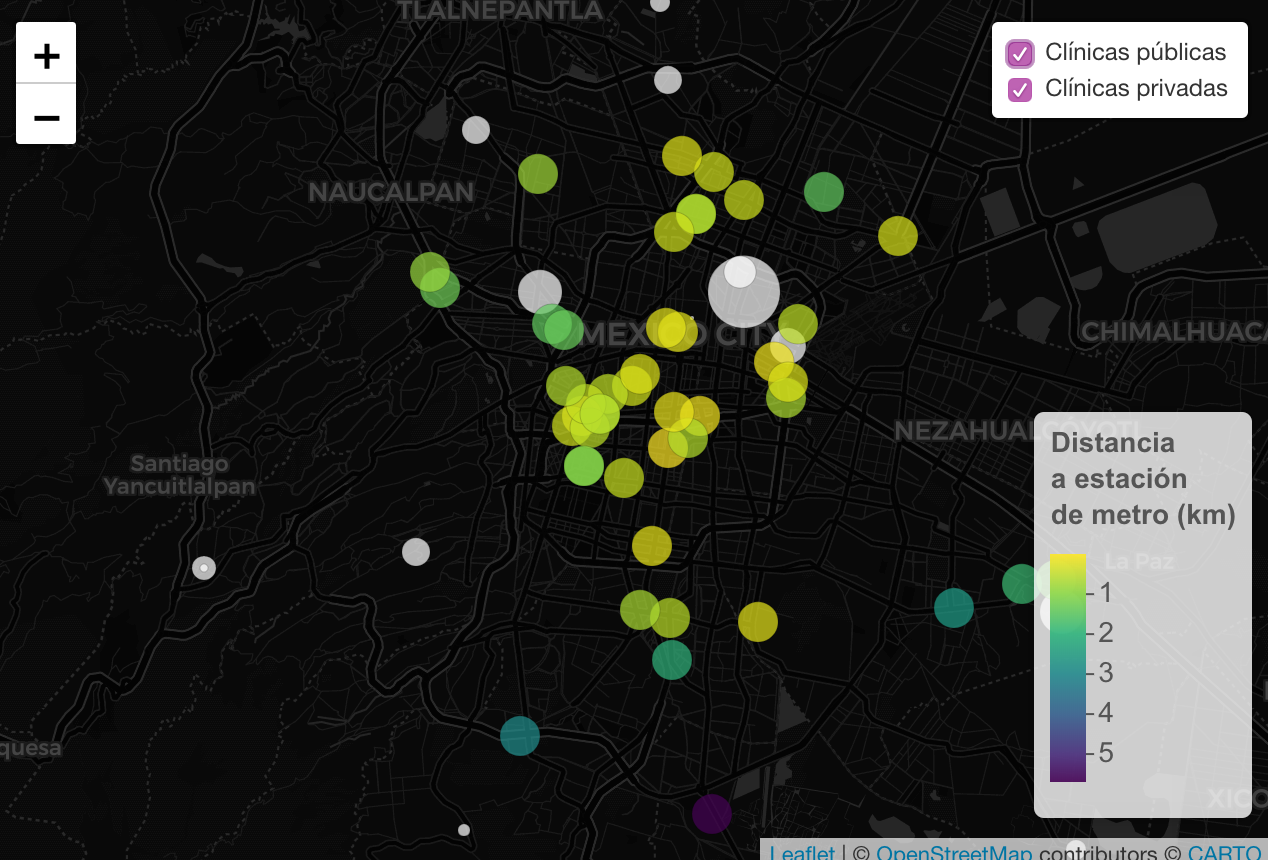 TLALNEPANTLA
+
−
Clínicas públicas
Clínicas privadas
NAUCALPAN
MEXICO CITY
CHIMALHUACA
NEZAHUALCÓYOTL
Santiago
Yancuitlalpan
Distancia
a estación
de metro (km)
La Paz
1
2
3
4
5
quesa
XICO
Leaflet | © OpenStreetMap contributors © CARTO